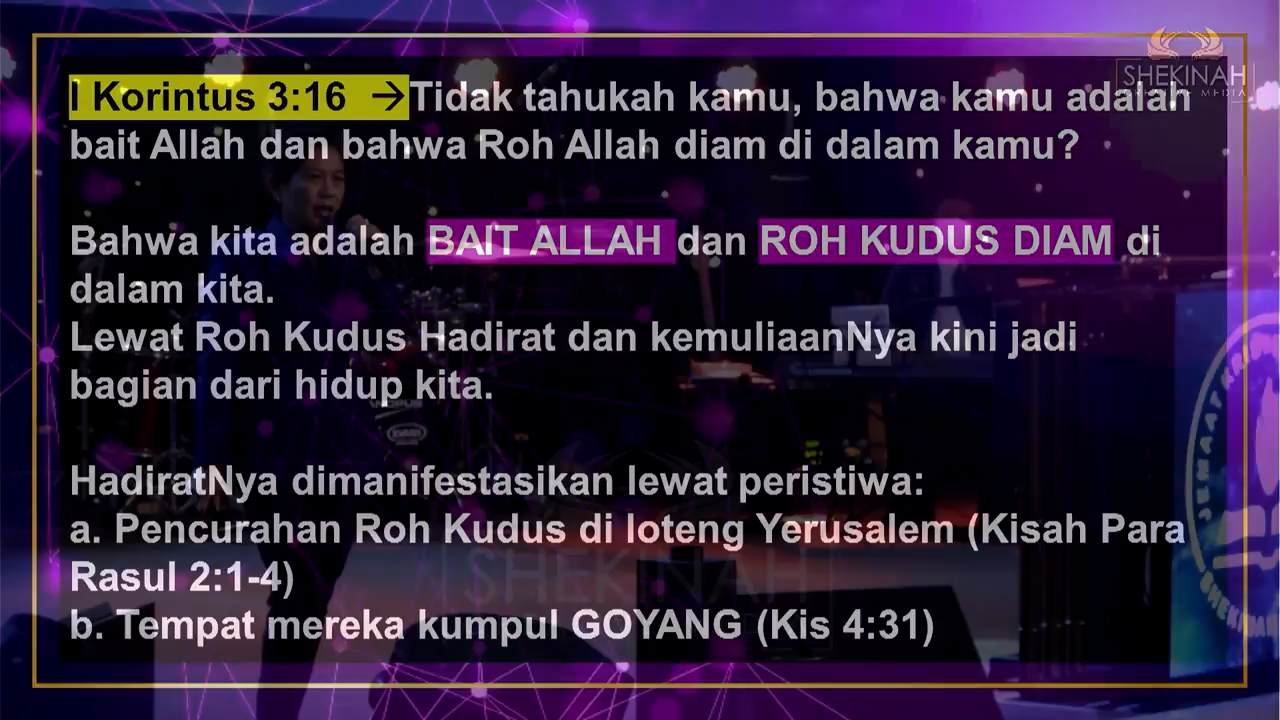 SHEKINAH
CREATIVE MEDIA
I Korintus 3:16 → Tidak tahukah kamu, bahwa kamu adalah
bait Allah dan bahwa Roh Allah diam di dalam kamu?
Bahwa kita adalah BAIT ALLAH dan ROH KUDUS DIAM di
dalam kita.
Lewat Roh Kudus Hadirat dan kemuliaanNya kini jadi
bagian dari hidup kita.
HadiratNya dimanifestasikan lewat peristiwa:
a. Pencurahan Roh Kudus di loteng Yerusalem (Kisah Para
Rasul 2:1-4)
b. Tempat mereka kumpul GOYANG (Kis 4:31)
SHEKINAH